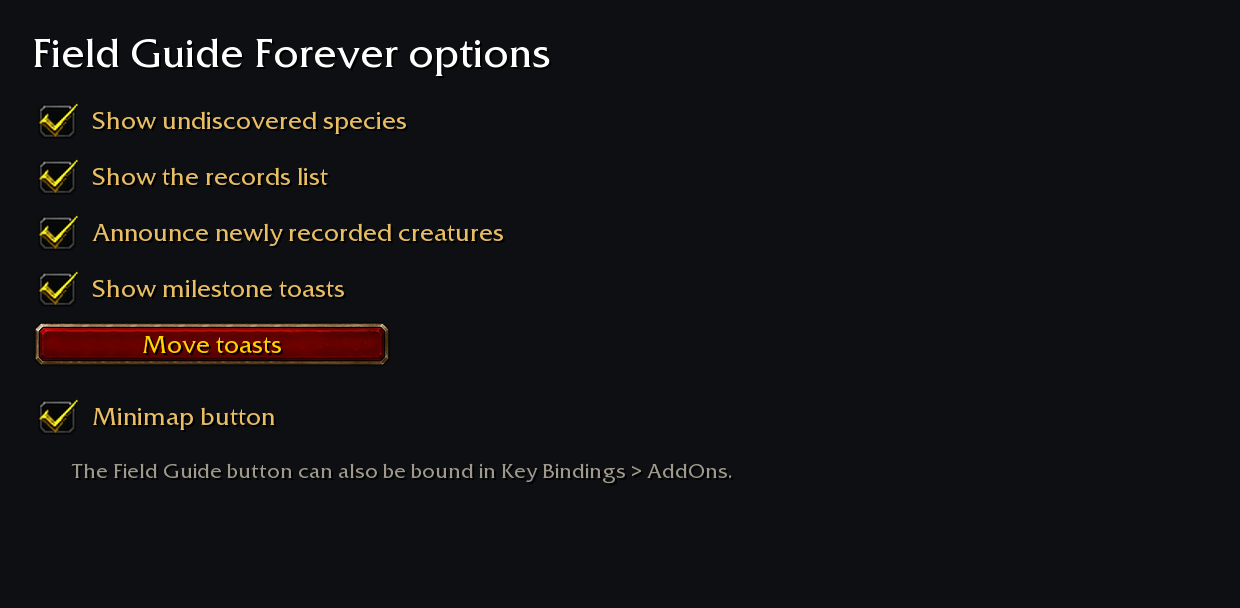 Field Guide Forever options
Show undiscovered species
Show the records list
Announce newly recorded creatures
Show milestone toasts
Move toasts
Minimap button
The Field Guide button can also be bound in Key Bindings > AddOns.